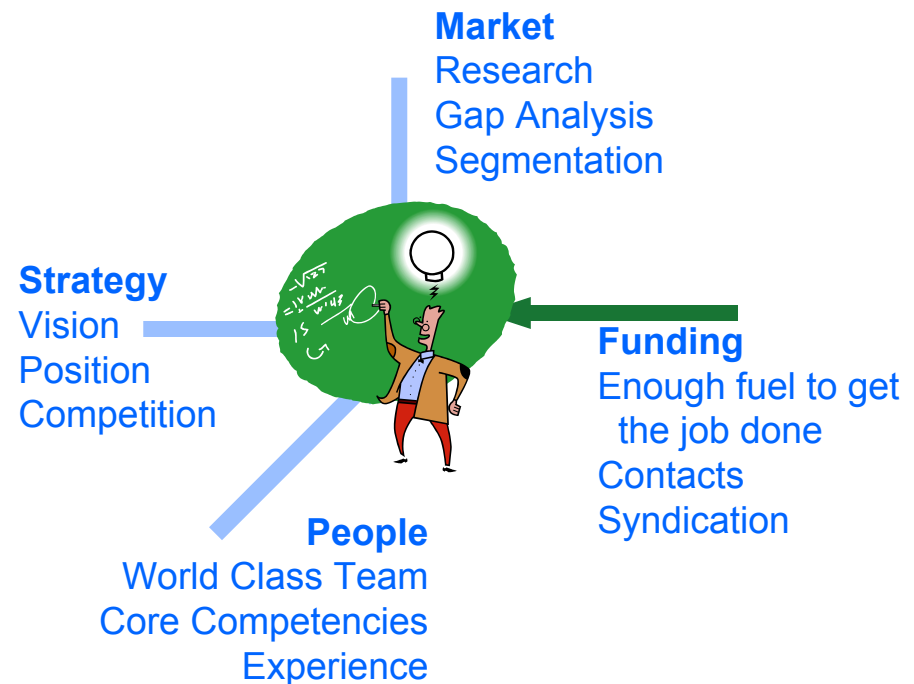 Market
Research
Gap Analysis
Segmentation
Strategy
Vision
Position
Competition
Funding
Enough fuel to get
the job done
Contacts
Syndication
People
World Class Team
Core Competencies
Experience